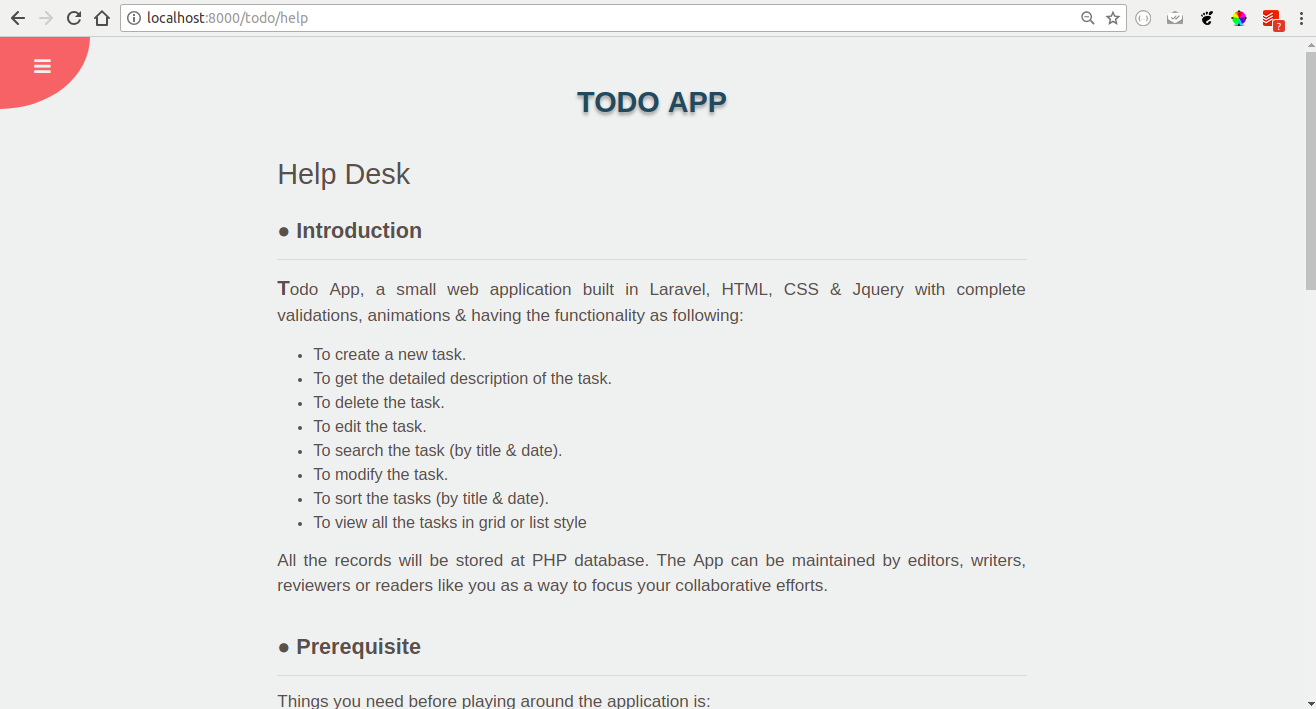 localhost:8000/todo/help
?
TODO APP
Help Desk
● Introduction
Todo App, a small web application built in Laravel, HTML, CSS & Jquery with complete
validations, animations & having the functionality as following:
• To create a new task.
• To get the detailed description of the task.
• To delete the task.
• To edit the task.
• To search the task (by title & date).
• To modify the task.
• To sort the tasks (by title & date).
• To view all the tasks in grid or list style
All the records will be stored at PHP database. The App can be maintained by editors, writers,
reviewers or readers like you as a way to focus your collaborative efforts.
● Prerequisite
Things you need before playing around the application is: